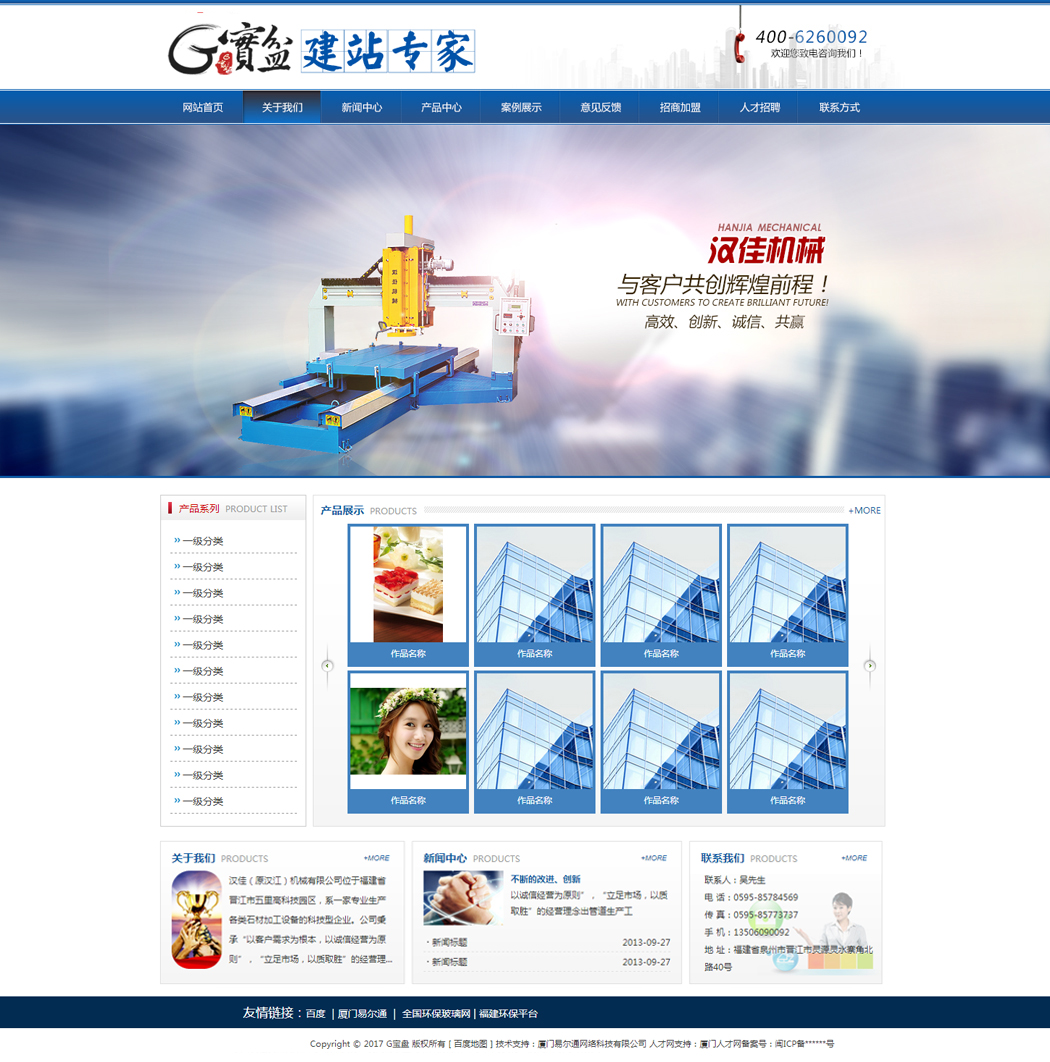 G寶盆 建站专家
400-6260092
欢迎您致电咨询我们！
网站首页 关于我们 新闻中心 产品中心 案例展示 意见反馈 招商加盟 人才招聘 联系方式
HANJIA MECHANICAL
汉佳机械
与客户共创辉煌前程！
WITH CUSTOMERS TO CREATE BRILLIANT FUTURE!
高效、创新、诚信、共赢
产品系列 PRODUCT LIST
一级分类
一级分类
一级分类
一级分类
一级分类
一级分类
一级分类
一级分类
一级分类
一级分类
一级分类
产品展示 PRODUCTS +MORE
作品名称 作品名称 作品名称 作品名称
作品名称 作品名称 作品名称 作品名称
关于我们 PRODUCTS +MORE
汉佳（原汉江）机械有限公司位于福建省
晋江市五里高科技园区，系一家专业生产
各类石材加工设备的科技型企业。公司秉
承“以客户需求为根本，以诚信经营为原
则”，“立足市场，以质取胜”的经营理...
新闻中心 PRODUCTS +MORE
不断的改进、创新
以诚信经营为原则”，“立足市场，以质
取胜”的经营理念出管道生产工
· 新闻标题 2013-09-27
· 新闻标题 2013-09-27
联系我们 PRODUCTS +MORE
联系人：吴先生
电 话：0595-85784569
传 真：0595-85773737
手 机：13506090092
地 址：福建省泉州市晋江市灵源灵水寨角北
路40号
友情链接：百度 | 厦门易尔通 | 全国环保玻璃网 | 福建环保平台
Copyright © 2017 G宝盘 版权所有 [ 百度地图 ] 技术支持：厦门易尔通网络科技有限公司 人才网支持：厦门人才网备案号：闽ICP备******号